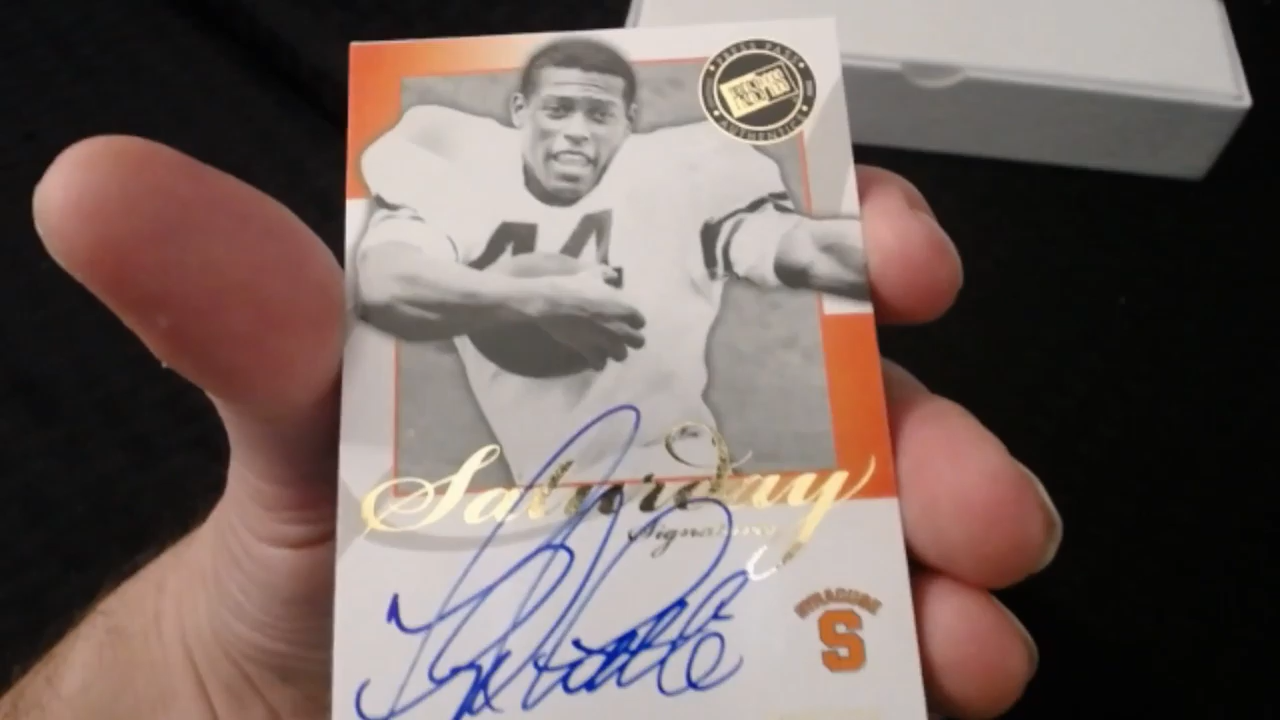 PRESS PASS
AUTHENTICS
44
Saturday
Signatures
SYRACUSE
S